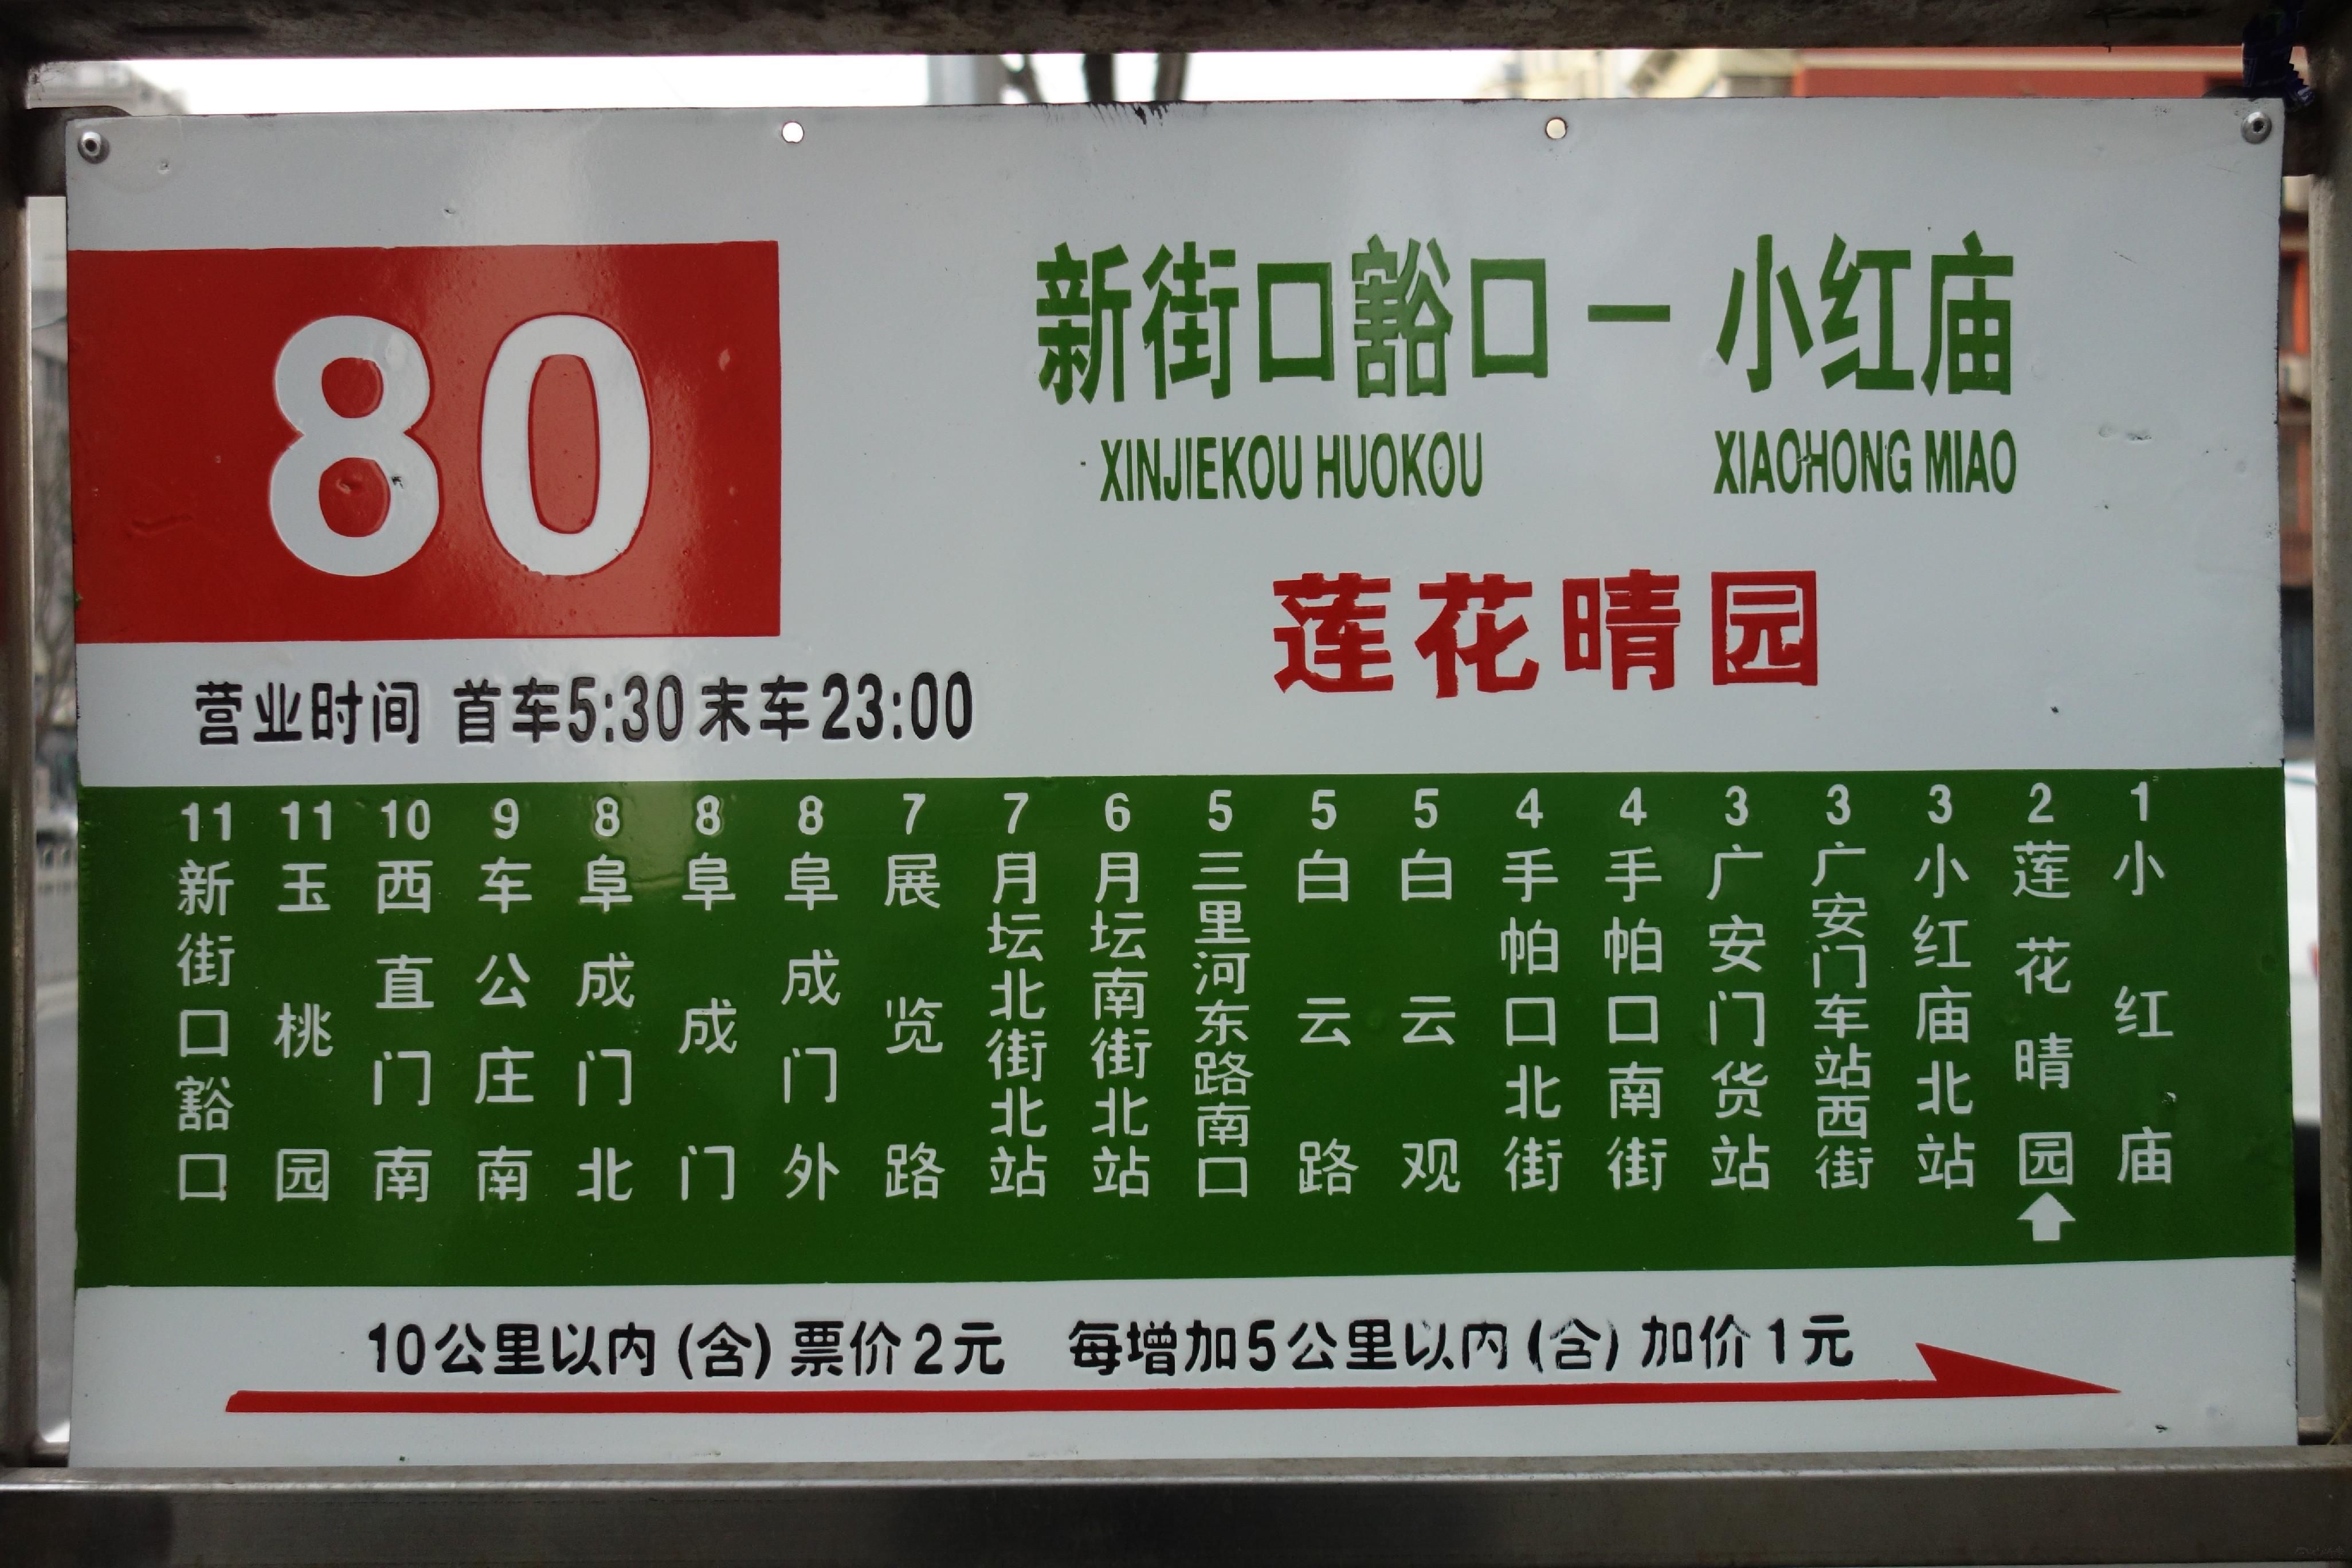 80
新街口豁口 — 小红庙
XINJIEKOU HUOKOU XIAOHONG MIAO
莲花晴园
营业时间 首车5:30 末车23:00
11 新街口豁口
11 玉桃园
10 西直门南
9 车公庄南
8 阜成门北
8 阜成门
8 阜成门外
7 展览路
7 月坛北街北站
6 月坛南街北站
5 三里河东路南口
5 白云路
5 白云观
4 手帕口北街
4 手帕口南街
3 广安门货站
3 广安门车站西街
3 小红庙北站
2 莲花晴园
1 小红庙
10公里以内(含)票价2元 每增加5公里以内(含)加价1元